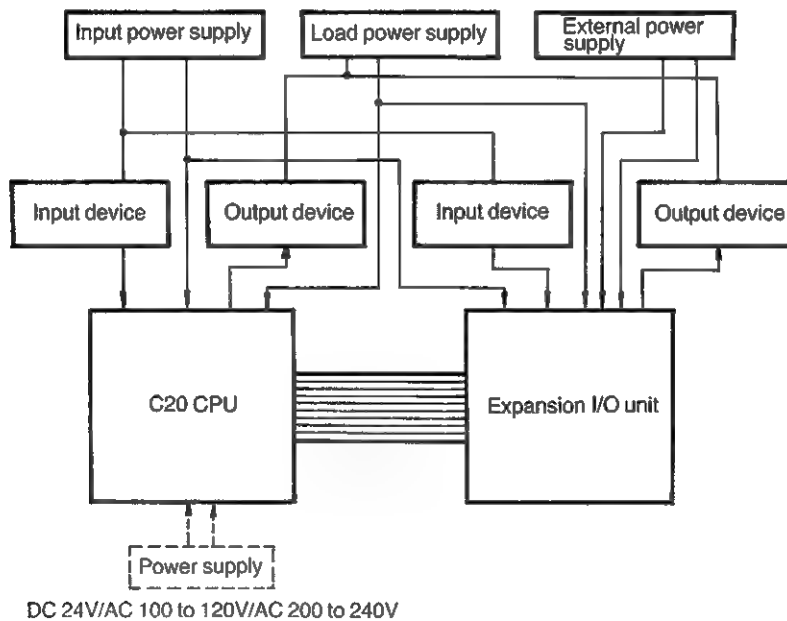 Input power supply
Load power supply
External power
supply
Input device
Output device
Input device
Output device
C20 CPU
Expansion I/O unit
Power supply
DC 24V/AC 100 to 120V/AC 200 to 240V